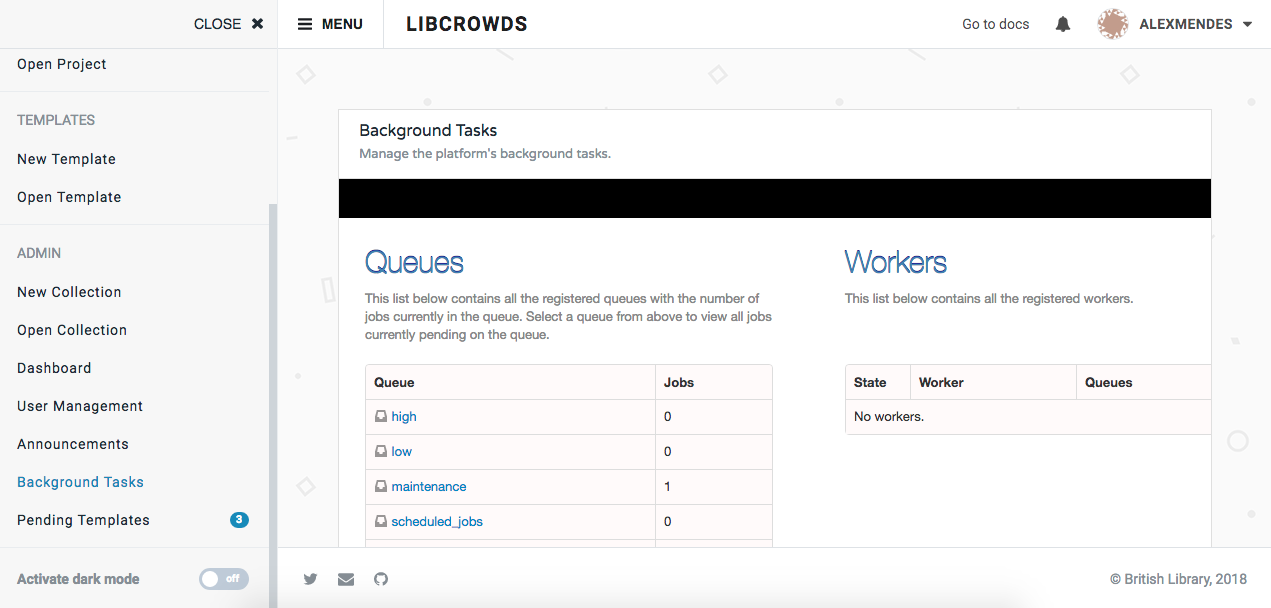 CLOSE
MENU
LIBCROWDS
Go to docs
ALEXMENDES
Open Project
TEMPLATES
New Template
Open Template
ADMIN
New Collection
Open Collection
Dashboard
User Management
Announcements
Background Tasks
Pending Templates 3
Activate dark mode off
Background Tasks
Manage the platform's background tasks.
Queues
This list below contains all the registered queues with the number of
jobs currently in the queue. Select a queue from above to view all jobs
currently pending on the queue.
Queue Jobs
high 0
low 0
maintenance 1
scheduled_jobs 0
Workers
This list below contains all the registered workers.
State Worker Queues
No workers.
© British Library, 2018